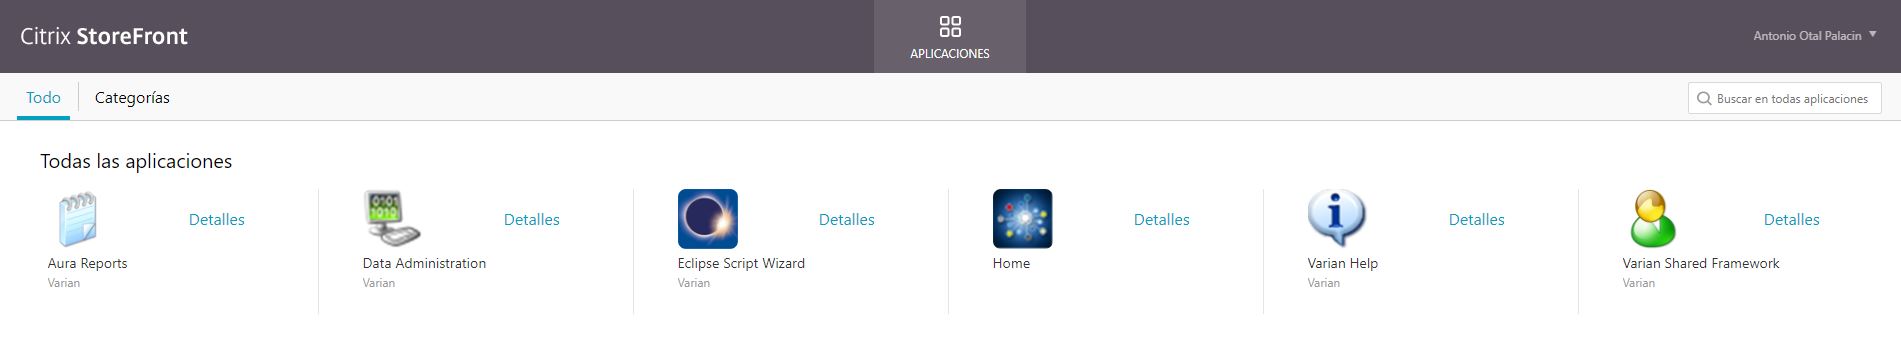 Citrix StoreFront
APLICACIONES
Antonio Otal Palacin
Todo
Categorías
Buscar en todas aplicaciones
Todas las aplicaciones
0101
1010
Detalles
Detalles
Detalles
Detalles
Detalles
Detalles
Aura Reports
Varian
Data Administration
Varian
Eclipse Script Wizard
Varian
Home
Varian Help
Varian
Varian Shared Framework
Varian